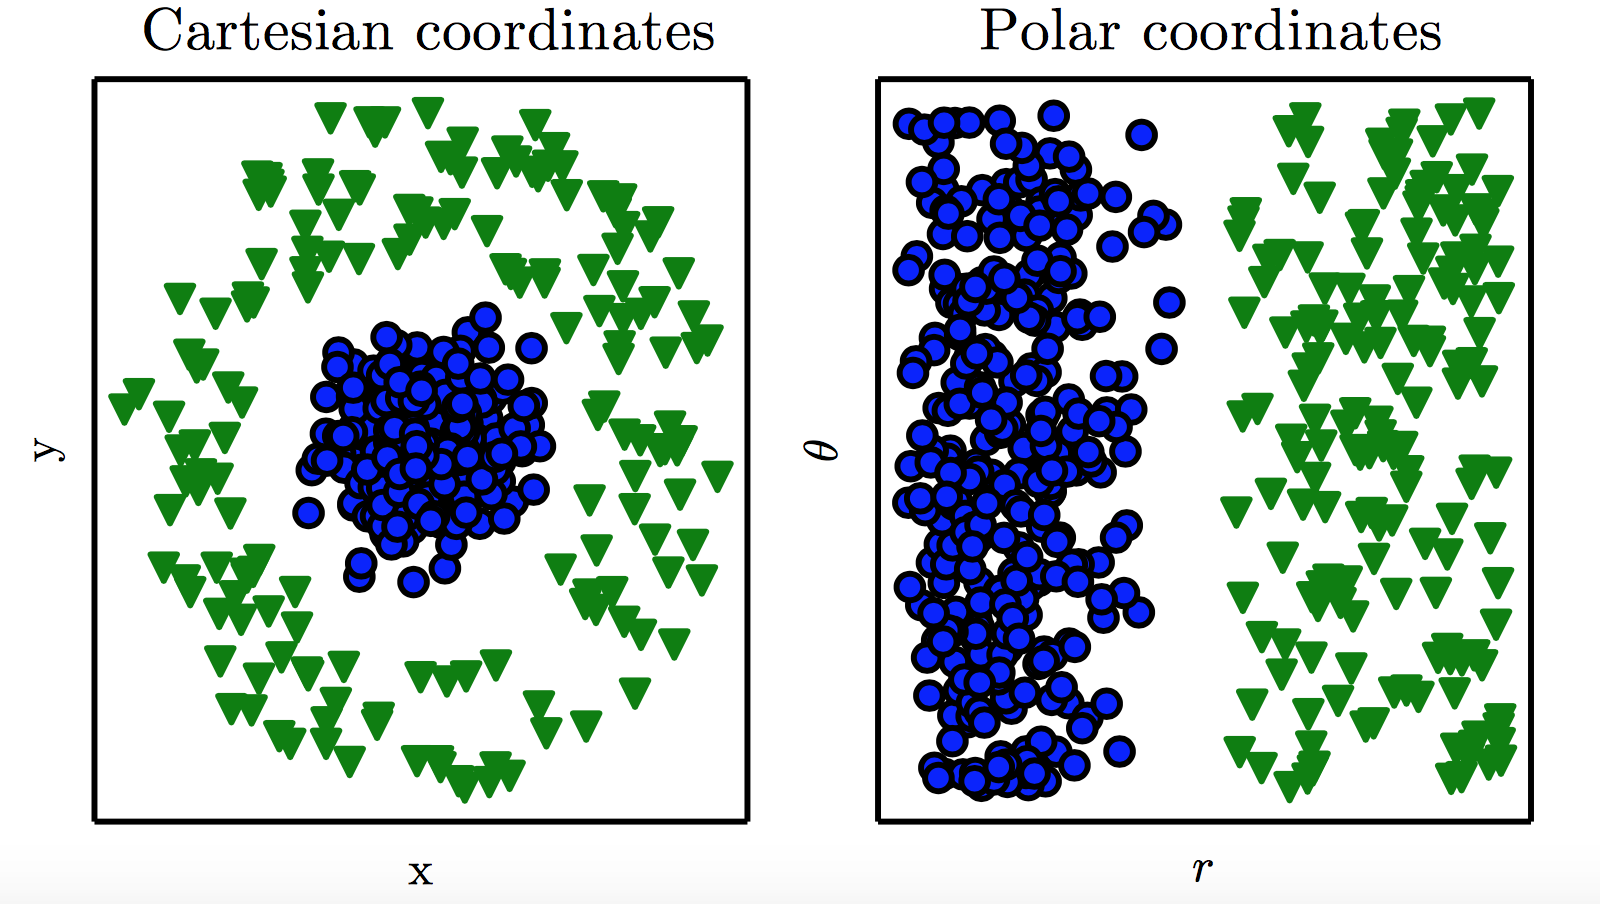 Cartesian coordinates
y
x
Polar coordinates
θ
r